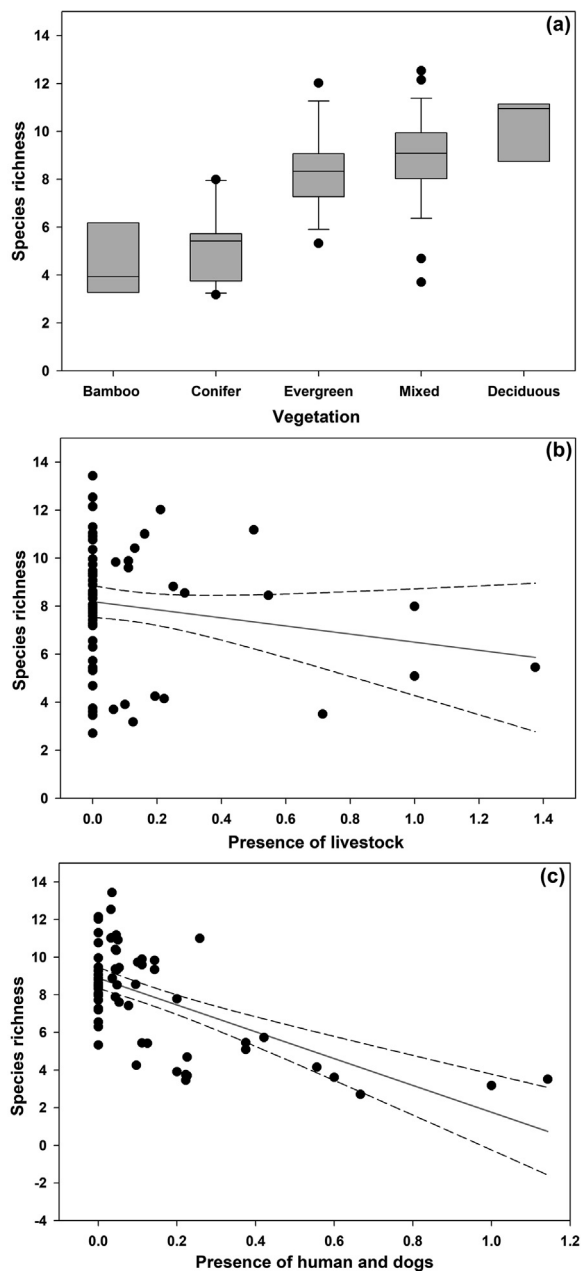 (a)
14
12
10
8
6
4
2
0
Species richness
Bamboo Conifer Evergreen Mixed Deciduous
Vegetation
(b)
14
12
10
8
6
4
2
0
Species richness
0.0 0.2 0.4 0.6 0.8 1.0 1.2 1.4
Presence of livestock
(c)
14
12
10
8
6
4
2
0
-2
-4
Species richness
0.0 0.2 0.4 0.6 0.8 1.0 1.2
Presence of human and dogs